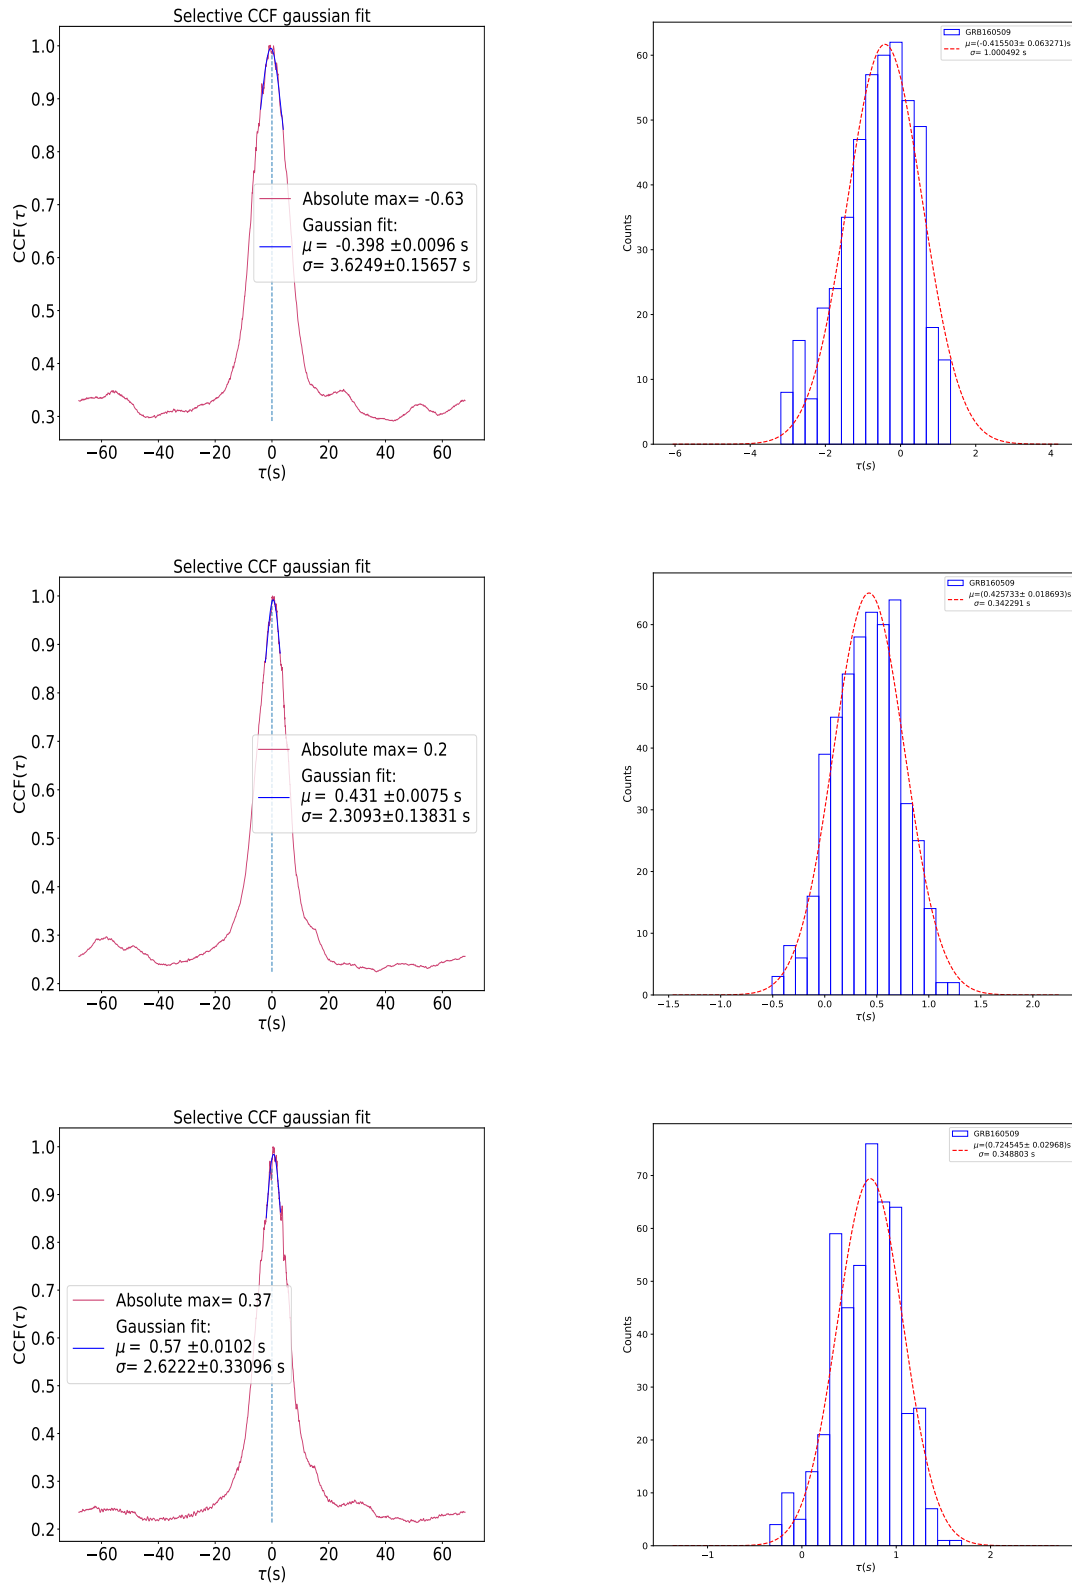 Selective CCF gaussian fit
1.0
0.9
0.8
0.7
0.6
0.5
0.4
0.3
CCF(τ)
Absolute max= -0.63
Gaussian fit:
μ = -0.398 ±0.0096 s
σ= 3.6249±0.15657 s
−60 −40 −20 0 20 40 60
τ(s)
60
50
40
30
20
10
0
Counts
GRB160509
μ=(-0.415503± 0.063271)s
σ= 1.000492 s
−6 −4 −2 0 2 4
τ(s)
Selective CCF gaussian fit
1.0
0.9
0.8
0.7
0.6
0.5
0.4
0.3
0.2
CCF(τ)
Absolute max= 0.2
Gaussian fit:
μ = 0.431 ±0.0075 s
σ= 2.3093±0.13831 s
−60 −40 −20 0 20 40 60
τ(s)
60
50
40
30
20
10
0
Counts
GRB160509
μ=(0.425733± 0.018693)s
σ= 0.342291 s
−1.5 −1.0 −0.5 0.0 0.5 1.0 1.5 2.0
τ(s)
Selective CCF gaussian fit
1.0
0.9
0.8
0.7
0.6
0.5
0.4
0.3
0.2
CCF(τ)
Absolute max= 0.37
Gaussian fit:
μ = 0.57 ±0.0102 s
σ= 2.6222±0.33096 s
−60 −40 −20 0 20 40 60
τ(s)
70
60
50
40
30
20
10
0
Counts
GRB160509
μ=(0.724545± 0.02968)s
σ= 0.348803 s
−1 0 1 2
τ(s)